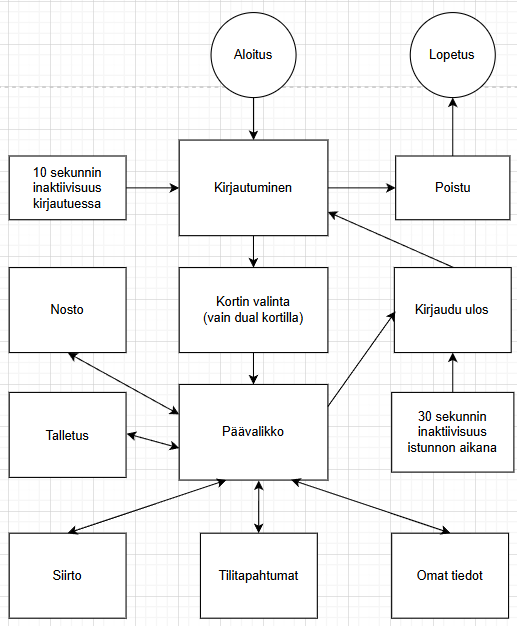 Aloitus
Lopetus
10 sekunnin
inaktiivisuus
kirjautuessa
Kirjautuminen
Poistu
Nosto
Kortin valinta
(vain dual kortilla)
Kirjaudu ulos
Talletus
Päävalikko
30 sekunnin
inaktiivisuus
istunnon aikana
Siirto
Tilitapahtumat
Omat tiedot